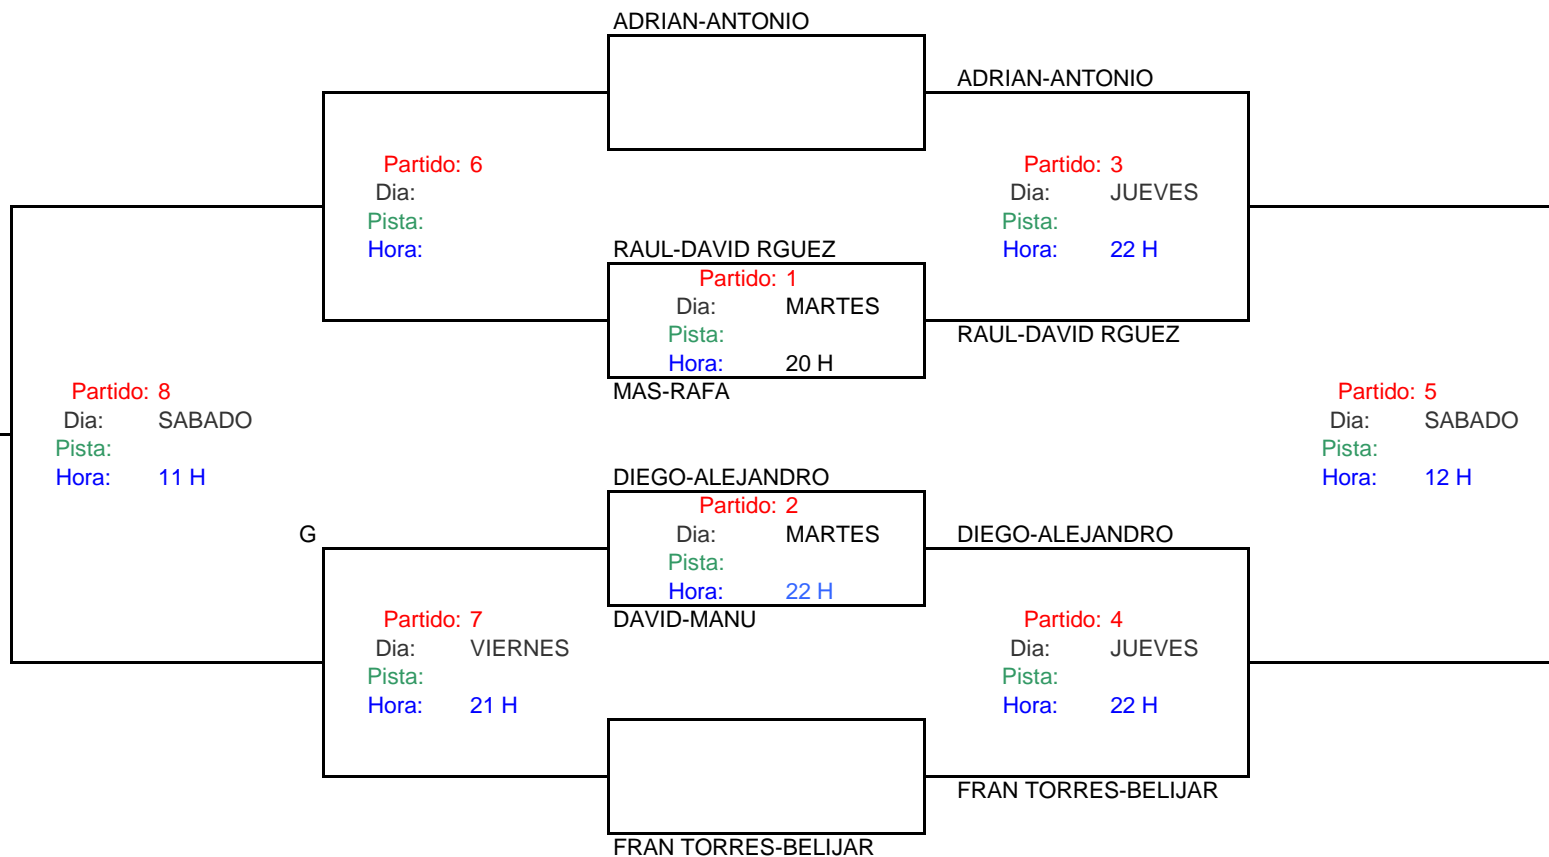 ADRIAN-ANTONIO
ADRIAN-ANTONIO
Partido: 6
Dia:
Pista:
Hora:
Partido: 3
Dia: JUEVES
Pista:
Hora: 22 H
RAUL-DAVID RGUEZ
Partido: 1
Dia: MARTES
Pista:
Hora: 20 H
MAS-RAFA
RAUL-DAVID RGUEZ
Partido: 8
Dia: SABADO
Pista:
Hora: 11 H
Partido: 5
Dia: SABADO
Pista:
Hora: 12 H
DIEGO-ALEJANDRO
Partido: 2
Dia: MARTES
Pista:
Hora: 22 H
DAVID-MANU
G
DIEGO-ALEJANDRO
Partido: 7
Dia: VIERNES
Pista:
Hora: 21 H
Partido: 4
Dia: JUEVES
Pista:
Hora: 22 H
FRAN TORRES-BELIJAR
FRAN TORRES-BELIJAR